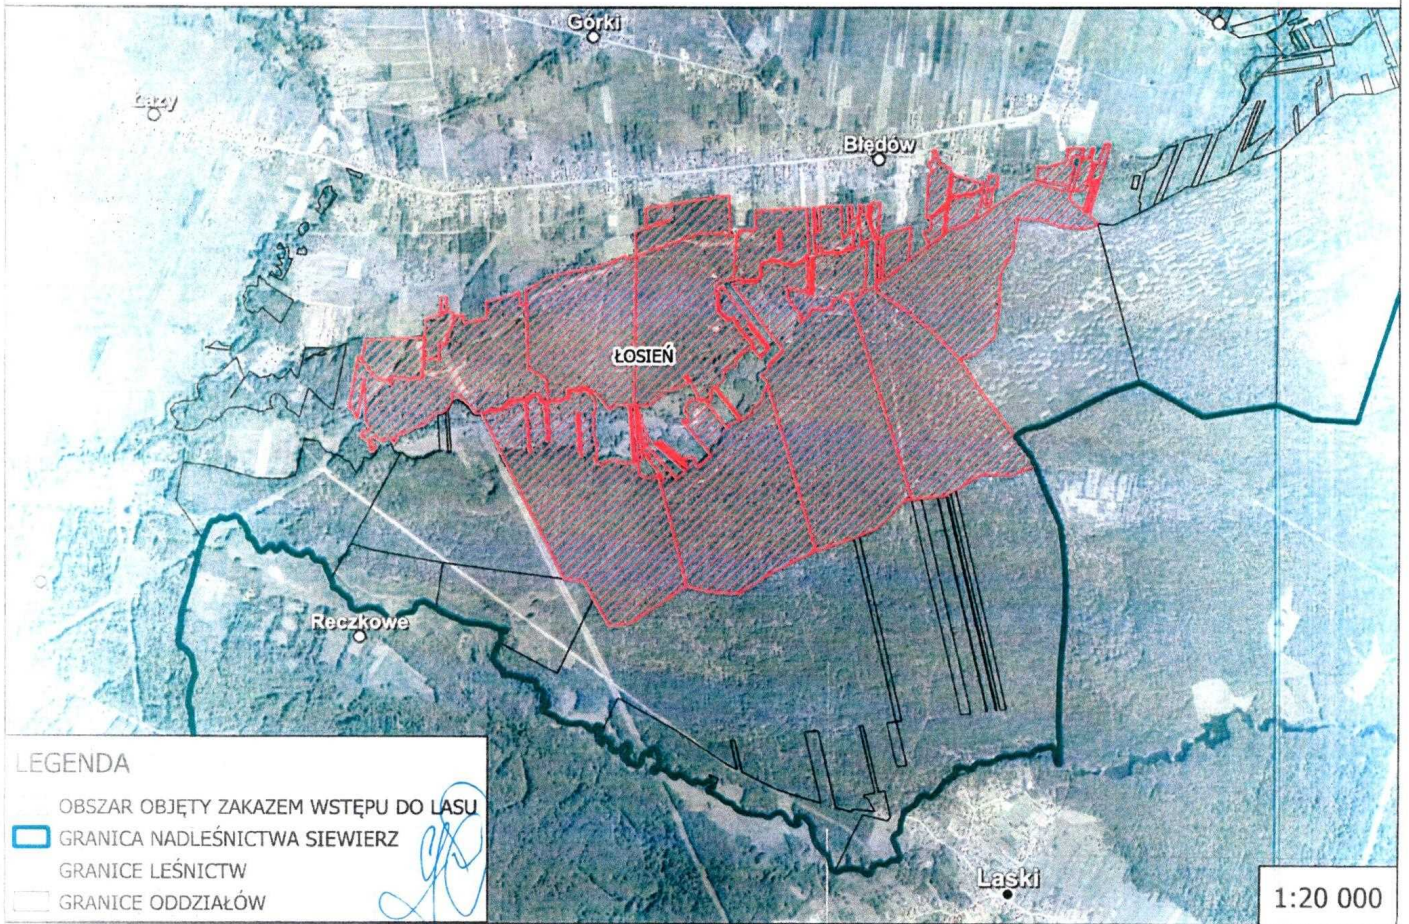 Górki
Łazy
Błędów
ŁOSIEŃ
Reczkowe
LEGENDA
OBSZAR OBJĘTY ZAKAZEM WSTĘPU DO LASU
GRANICA NADLEŚNICTWA SIEWIERZ
GRANICE LEŚNICTW
GRANICE ODDZIAŁÓW
Laski
1:20 000